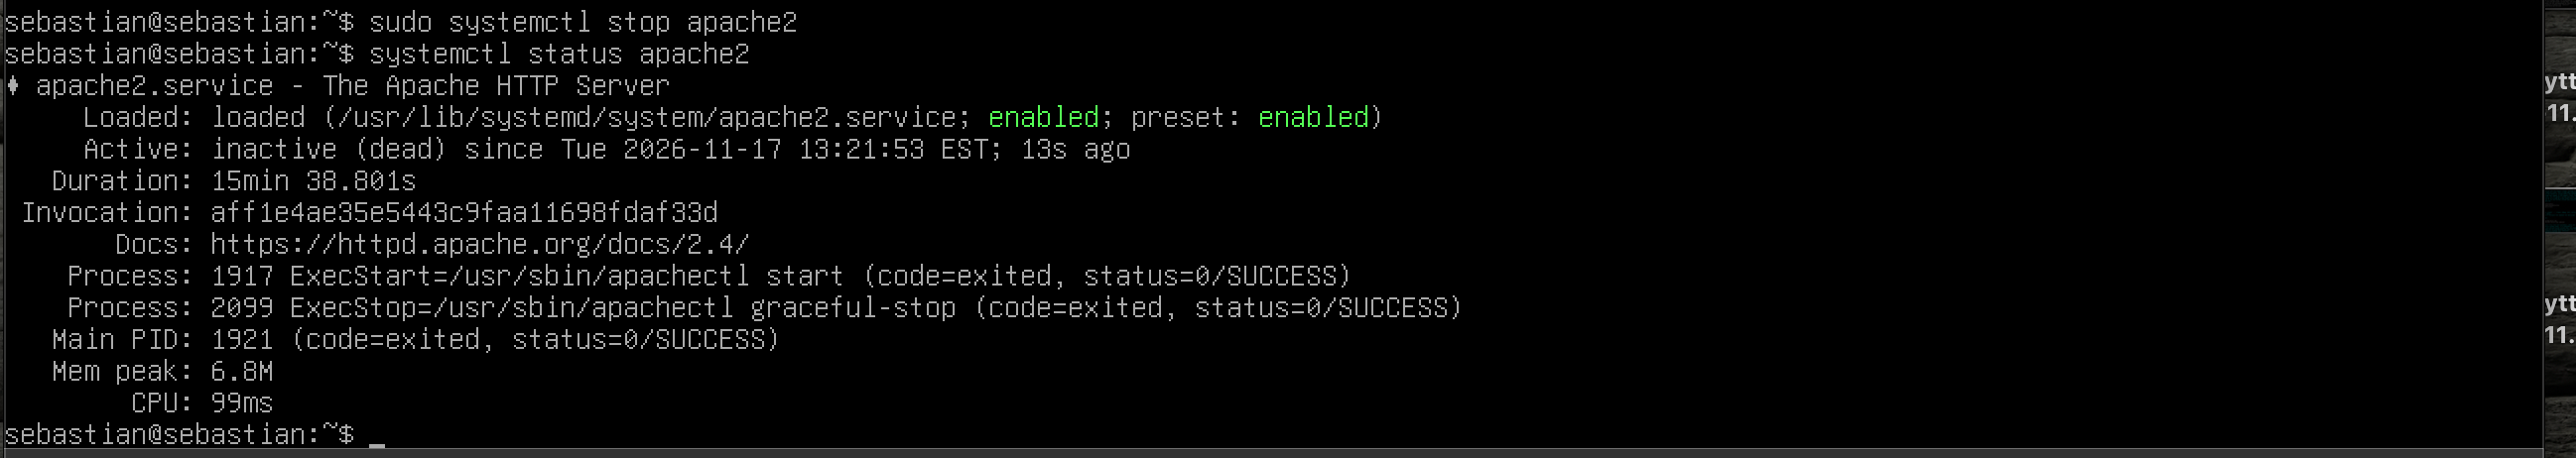 sebastian@sebastian:~$ sudo systemctl stop apache2
sebastian@sebastian:~$ systemctl status apache2
♦ apache2.service - The Apache HTTP Server
     Loaded: loaded (/usr/lib/systemd/system/apache2.service; enabled; preset: enabled)
     Active: inactive (dead) since Tue 2026-11-17 13:21:53 EST; 13s ago
   Duration: 15min 38.801s
 Invocation: aff1e4ae35e5443c9faa11698fdaf33d
       Docs: https://httpd.apache.org/docs/2.4/
    Process: 1917 ExecStart=/usr/sbin/apachectl start (code=exited, status=0/SUCCESS)
    Process: 2099 ExecStop=/usr/sbin/apachectl graceful-stop (code=exited, status=0/SUCCESS)
   Main PID: 1921 (code=exited, status=0/SUCCESS)
   Mem peak: 6.8M
        CPU: 99ms
sebastian@sebastian:~$
ytt
11.
ytt
11.